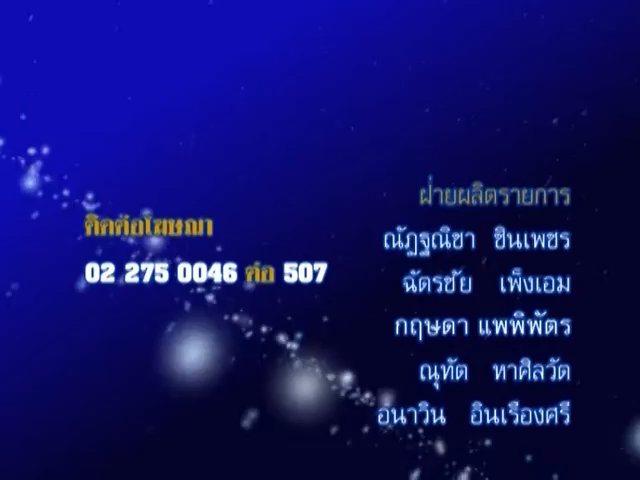 ฝ่ายผลิตรายการ
ติดต่อโฆษณา
ณัฏฐณิชา ชินเพชร
02 275 0046 ต่อ 507
ฉัตรชัย เพ็งเอม
กฤษดา แพพิพัตร
ณุทัต หาศิลวัต
อนาวิน อินเรืองศรี